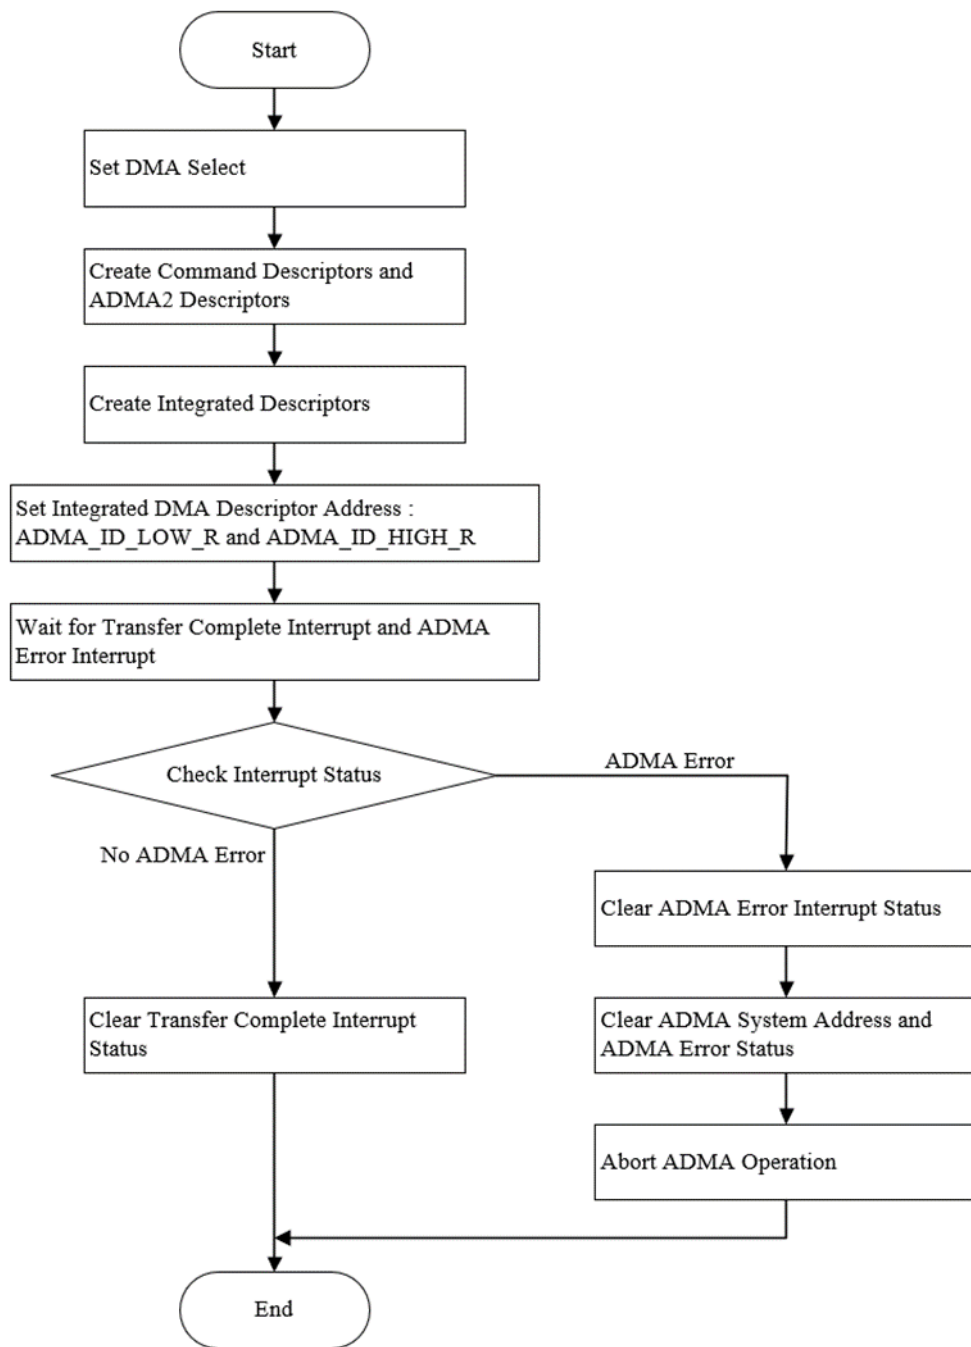 Start
Set DMA Select
Create Command Descriptors and
ADMA2 Descriptors
Create Integrated Descriptors
Set Integrated DMA Descriptor Address :
ADMA_ID_LOW_R and ADMA_ID_HIGH_R
Wait for Transfer Complete Interrupt and ADMA
Error Interrupt
Check Interrupt Status
ADMA Error
No ADMA Error
Clear ADMA Error Interrupt Status
Clear Transfer Complete Interrupt
Status
Clear ADMA System Address and
ADMA Error Status
Abort ADMA Operation
End